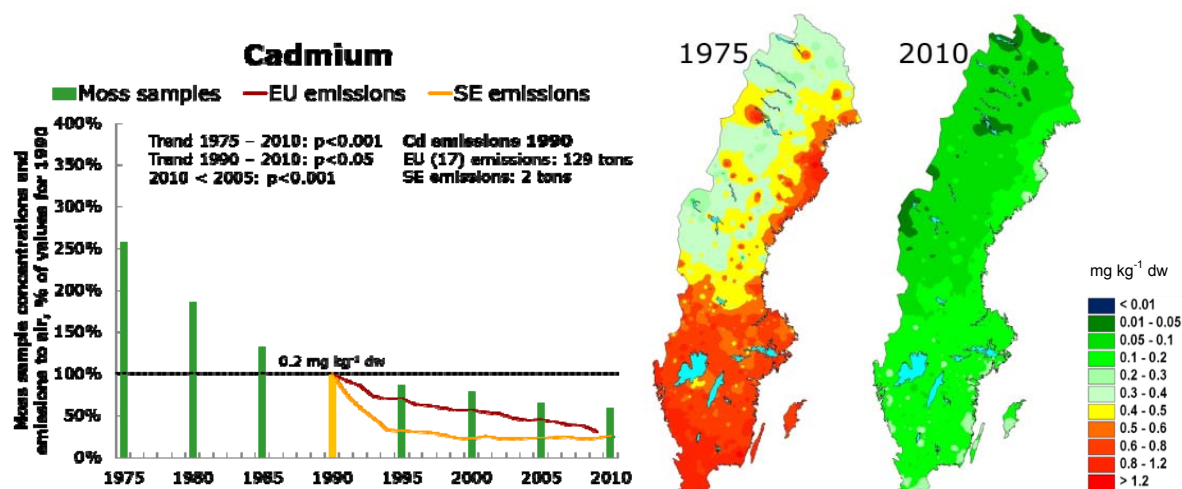 Cadmium
Moss samples EU emissions SE emissions
Moss sample concentrations and
emissions to air, % of values for 1990
400%
350%
300%
250%
200%
150%
100%
50%
0%
Trend 1975 – 2010: p<0.001
Trend 1990 – 2010: p<0.05
2010 < 2005: p<0.001
Cd emissions 1990
EU (17) emissions: 129 tons
SE emissions: 2 tons
0.2 mg kg⁻¹ dw
1975 1980 1985 1990 1995 2000 2005 2010
1975
2010
mg kg⁻¹ dw
< 0.01
0.01 - 0.05
0.05 - 0.1
0.1 - 0.2
0.2 - 0.3
0.3 - 0.4
0.4 - 0.5
0.5 - 0.6
0.6 - 0.8
0.8 - 1.2
> 1.2